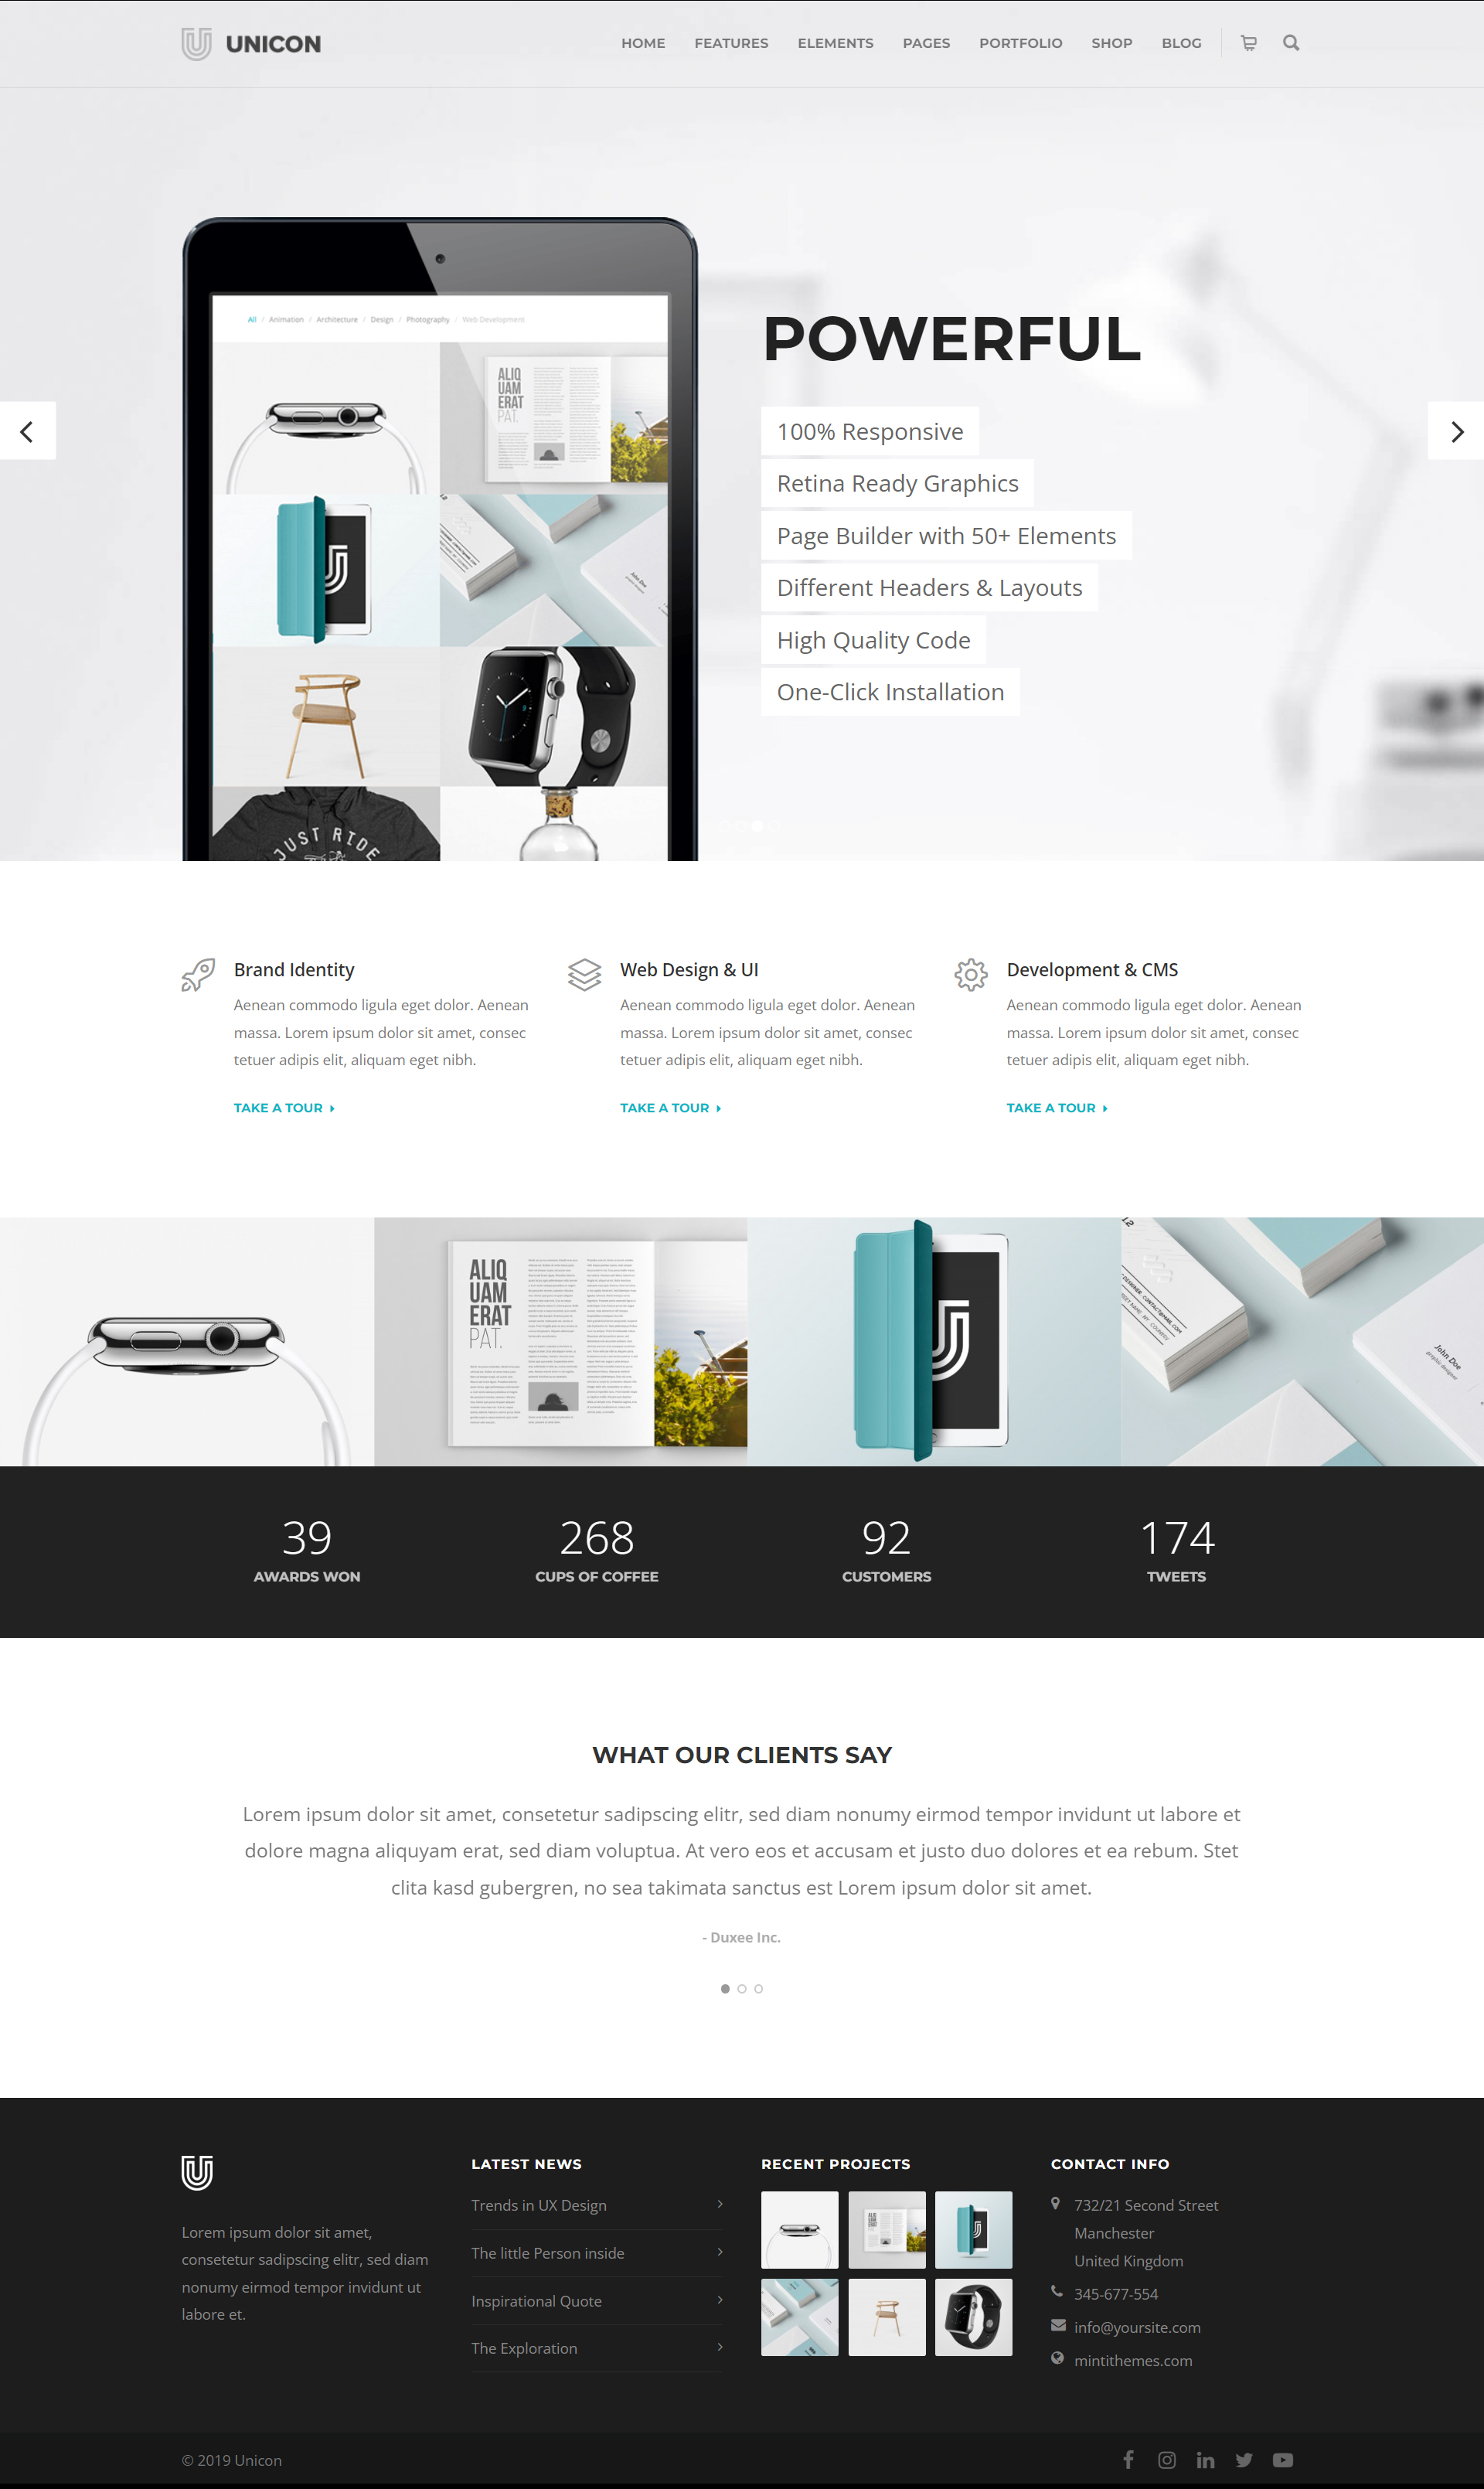 UNICON
HOME FEATURES ELEMENTS PAGES PORTFOLIO SHOP BLOG
All / Animation / Architecture / Design / Photography / Web Development
ALIQ
UAM
ERAT
PAT.
John Doe
JUST RIDE
POWERFUL
100% Responsive
Retina Ready Graphics
Page Builder with 50+ Elements
Different Headers & Layouts
High Quality Code
One-Click Installation
Brand Identity
Aenean commodo ligula eget dolor. Aenean
massa. Lorem ipsum dolor sit amet, consec
tetuer adipis elit, aliquam eget nibh.
TAKE A TOUR
Web Design & UI
Aenean commodo ligula eget dolor. Aenean
massa. Lorem ipsum dolor sit amet, consec
tetuer adipis elit, aliquam eget nibh.
TAKE A TOUR
Development & CMS
Aenean commodo ligula eget dolor. Aenean
massa. Lorem ipsum dolor sit amet, consec
tetuer adipis elit, aliquam eget nibh.
TAKE A TOUR
ALIQ
UAM
ERAT
PAT.
John Doe
graphic designer
39
AWARDS WON
268
CUPS OF COFFEE
92
CUSTOMERS
174
TWEETS
WHAT OUR CLIENTS SAY
Lorem ipsum dolor sit amet, consetetur sadipscing elitr, sed diam nonumy eirmod tempor invidunt ut labore et
dolore magna aliquyam erat, sed diam voluptua. At vero eos et accusam et justo duo dolores et ea rebum. Stet
clita kasd gubergren, no sea takimata sanctus est Lorem ipsum dolor sit amet.
- Duxee Inc.
Lorem ipsum dolor sit amet,
consetetur sadipscing elitr, sed diam
nonumy eirmod tempor invidunt ut
labore et.
LATEST NEWS
Trends in UX Design
The little Person inside
Inspirational Quote
The Exploration
RECENT PROJECTS
CONTACT INFO
732/21 Second Street
Manchester
United Kingdom
345-677-554
info@yoursite.com
mintithemes.com
© 2019 Unicon